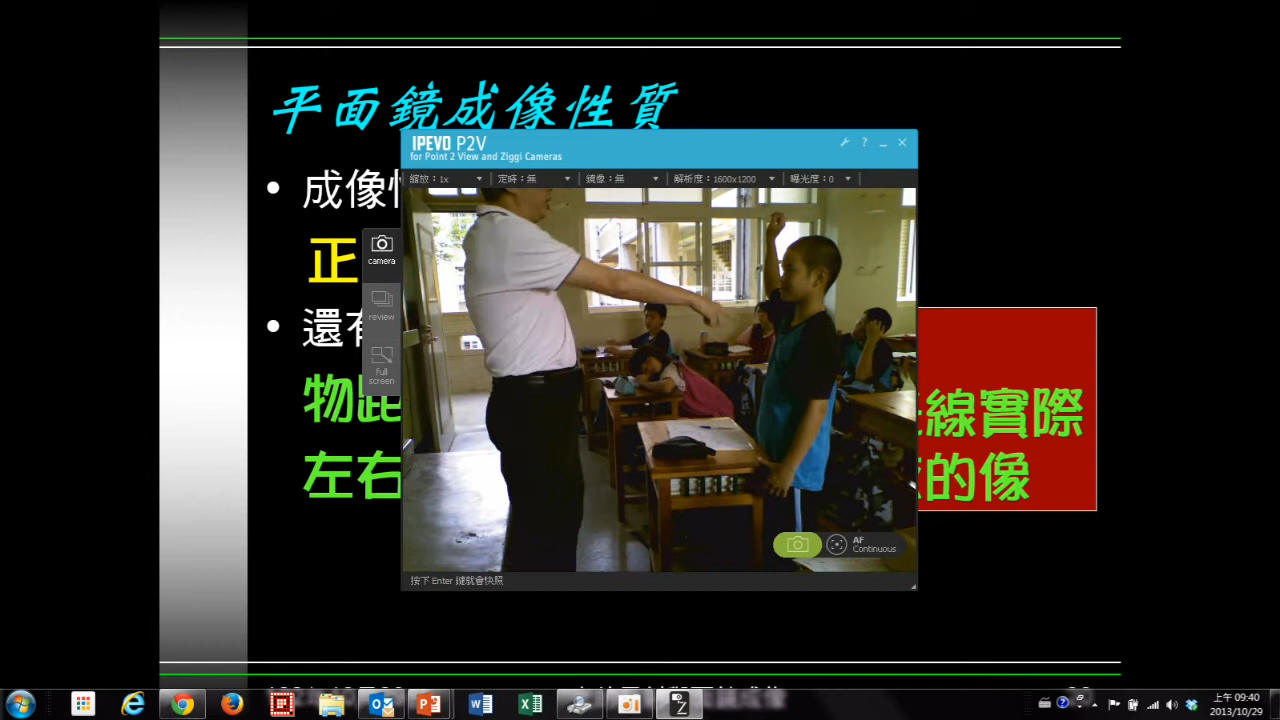 平面鏡成像性質
IPEVO P2V
for Point 2 View and Ziggi Cameras
縮放：1x
定時：無
鏡像：無
解析度：1600x1200
曝光度：0
• 成像
正
camera
review
• 還有
full
screen
物距
線實際
左右
的像
AF
Continuous
按下 Enter 鍵就會快照
上午 09:40
2013/10/29